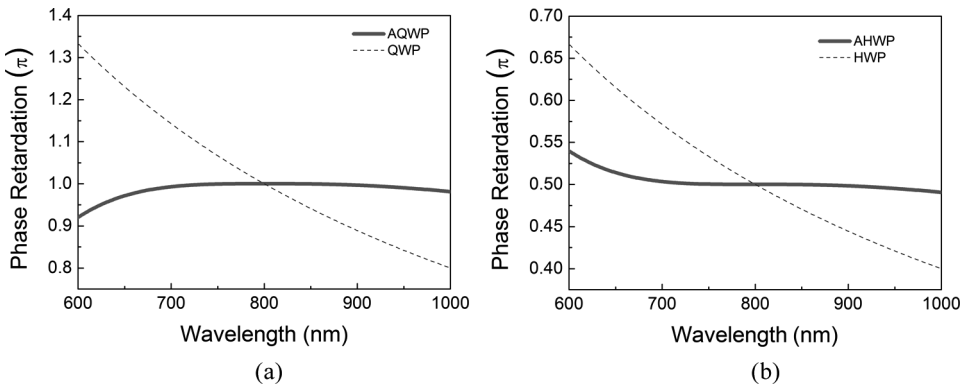 1.4
1.3
1.2
1.1
1.0
0.9
0.8
Phase Retardation (π)
AQWP
QWP
600 700 800 900 1000
Wavelength (nm)
(a)
0.70
0.65
0.60
0.55
0.50
0.45
0.40
Phase Retardation (π)
AHWP
HWP
600 700 800 900 1000
Wavelength (nm)
(b)